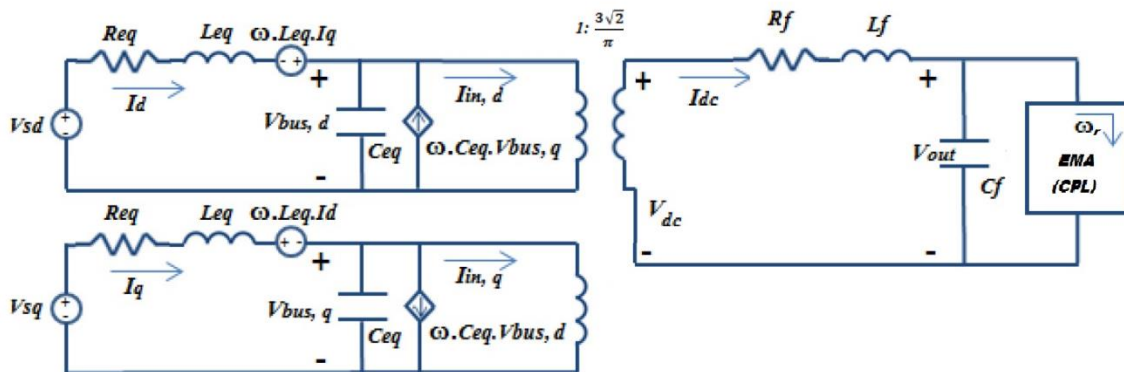 Req Leq ω.Leq.Iq
Id
Vsd
+
-
- +
+
Vbus, d
-
Ceq
Iin, d
ω.Ceq.Vbus, q
1: 3√2/π
Rf Lf
+
Idc
+
Vdc
-
Vout
-
Cf
ωr
EMA
(CPL)
Req Leq ω.Leq.Id
Iq
Vsq
+
-
+ -
+
Vbus, q
-
Ceq
Iin, q
ω.Ceq.Vbus, d